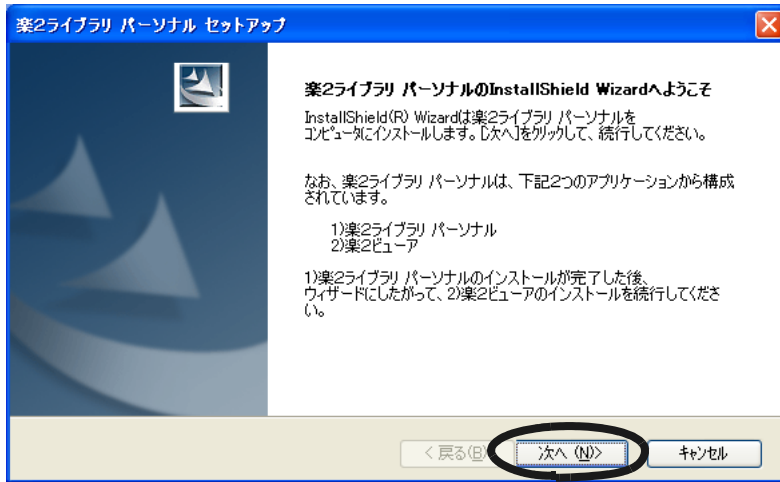 楽2ライブラリ パーソナル セットアップ
楽2ライブラリ パーソナルのInstallShield Wizardへようこそ
InstallShield(R) Wizardは楽2ライブラリ パーソナルを
コンピュータにインストールします。[次へ]をクリックして、続行してください。
なお、楽2ライブラリ パーソナルは、下記2つのアプリケーションから構成
されています。
1)楽2ライブラリ パーソナル
2)楽2ビューア
1)楽2ライブラリ パーソナルのインストールが完了した後、
ウィザードにしたがって、2)楽2ビューアのインストールを続行してくださ
い。
< 戻る(B) 次へ (N)> キャンセル